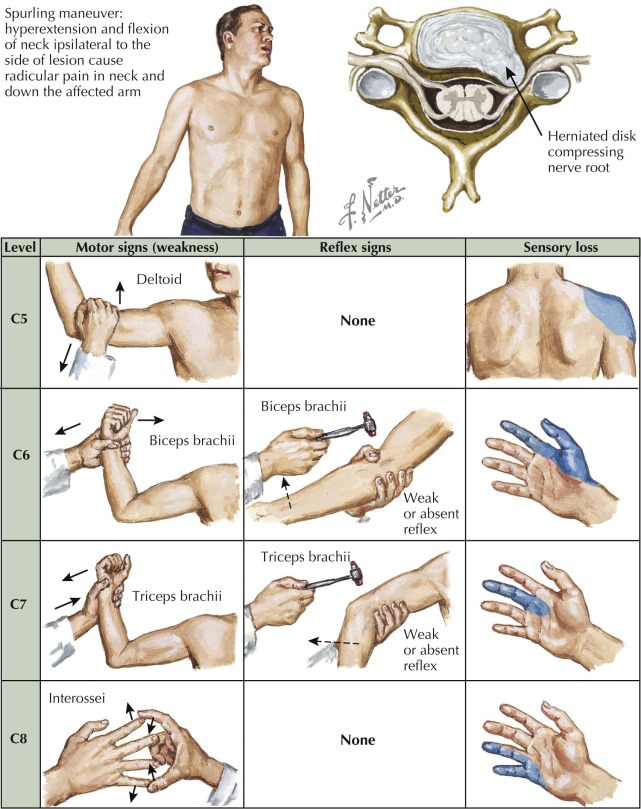 Spurling maneuver:
hyperextension and flexion
of neck ipsilateral to the
side of lesion cause
radicular pain in neck and
down the affected arm
Herniated disk
compressing
nerve root
F. Netter
M.D.
Level Motor signs (weakness) Reflex signs Sensory loss
C5
Deltoid
None
C6
Biceps brachii
Biceps brachii
Weak
or absent
reflex
C7
Triceps brachii
Triceps brachii
Weak
or absent
reflex
C8
Interossei
None